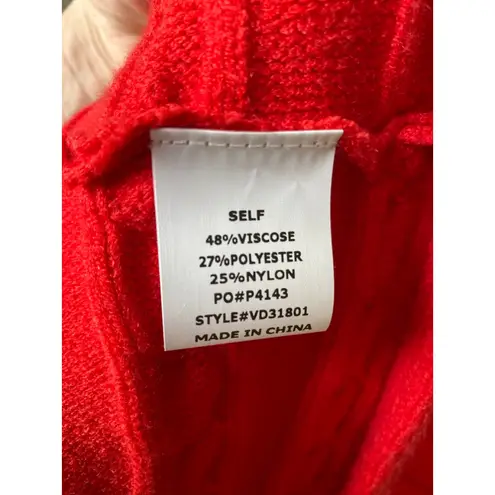 SELF
48%VISCOSE
27%POLYESTER
25%NYLON
PO#P4143
STYLE#VD31801
MADE IN CHINA